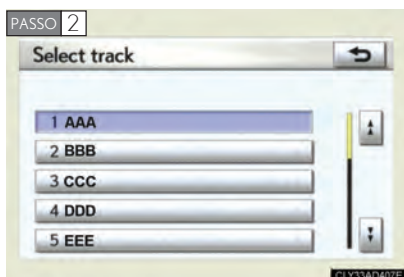 PASSO 2
Select track
1 AAA
2 BBB
3 CCC
4 DDD
5 EEE
CLY33AD407E